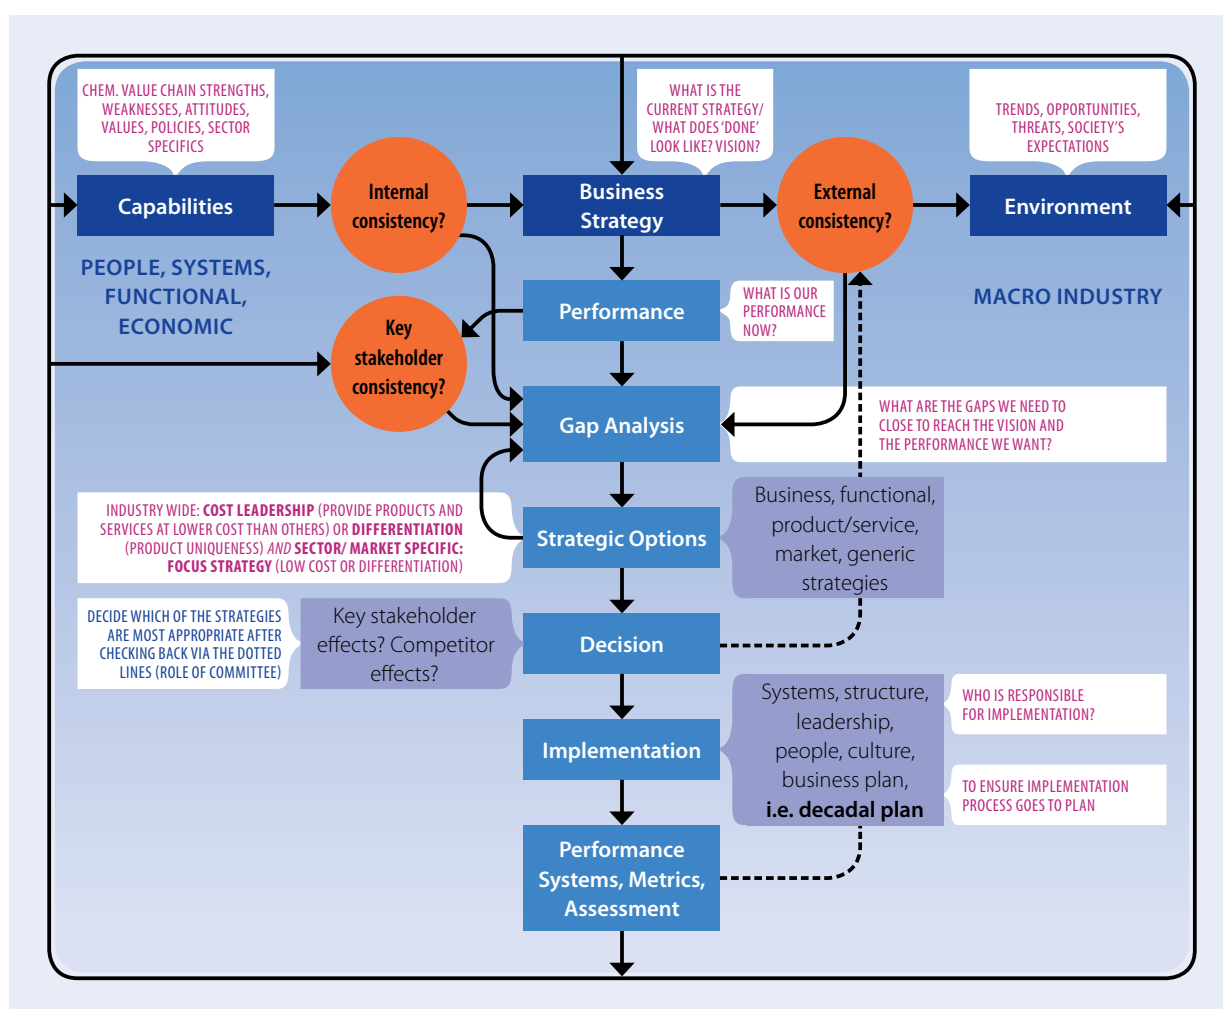 CHEM. VALUE CHAIN STRENGTHS,
WEAKNESSES, ATTITUDES,
VALUES, POLICIES, SECTOR
SPECIFICS
WHAT IS THE
CURRENT STRATEGY/
WHAT DOES ‘DONE’
LOOK LIKE? VISION?
TRENDS, OPPORTUNITIES,
THREATS, SOCIETY’S
EXPECTATIONS
Capabilities
Internal
consistency?
Business
Strategy
External
consistency?
Environment
PEOPLE, SYSTEMS,
FUNCTIONAL,
ECONOMIC
MACRO INDUSTRY
Performance
WHAT IS OUR
PERFORMANCE
NOW?
Key
stakeholder
consistency?
Gap Analysis
WHAT ARE THE GAPS WE NEED TO
CLOSE TO REACH THE VISION AND
THE PERFORMANCE WE WANT?
INDUSTRY WIDE: COST LEADERSHIP (PROVIDE PRODUCTS AND
SERVICES AT LOWER COST THAN OTHERS) OR DIFFERENTIATION
(PRODUCT UNIQUENESS) AND SECTOR/ MARKET SPECIFIC:
FOCUS STRATEGY (LOW COST OR DIFFERENTIATION)
Strategic Options
Business, functional,
product/service,
market, generic
strategies
DECIDE WHICH OF THE STRATEGIES
ARE MOST APPROPRIATE AFTER
CHECKING BACK VIA THE DOTTED
LINES (ROLE OF COMMITTEE)
Key stakeholder
effects? Competitor
effects?
Decision
Implementation
Systems, structure,
leadership,
people, culture,
business plan,
i.e. decadal plan
WHO IS RESPONSIBLE
FOR IMPLEMENTATION?
TO ENSURE IMPLEMENTATION
PROCESS GOES TO PLAN
Performance
Systems, Metrics,
Assessment